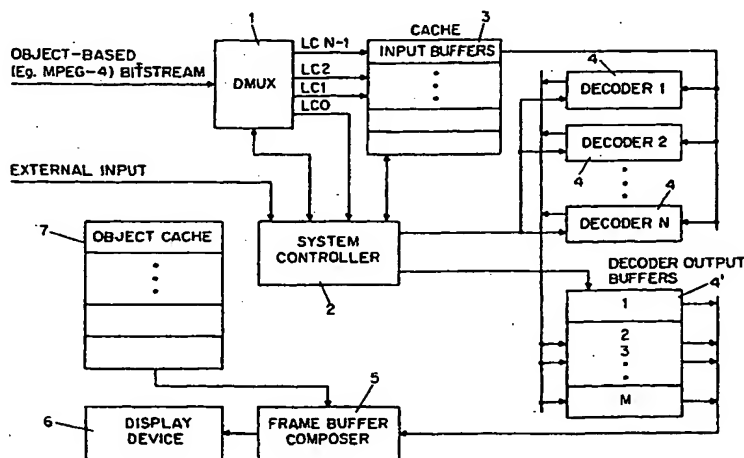 1
LC N-1
CACHE
3
OBJECT-BASED
(Eg. MPEG-4) BITSTREAM
DMUX
LC2
LC1
LC0
INPUT BUFFERS
4
DECODER 1
DECODER 2
4
4
DECODER N
EXTERNAL INPUT
7
OBJECT CACHE
SYSTEM
CONTROLLER
2
DECODER OUTPUT
BUFFERS
4'
1
2
3
M
5
6
DISPLAY
DEVICE
FRAME BUFFER
COMPOSER